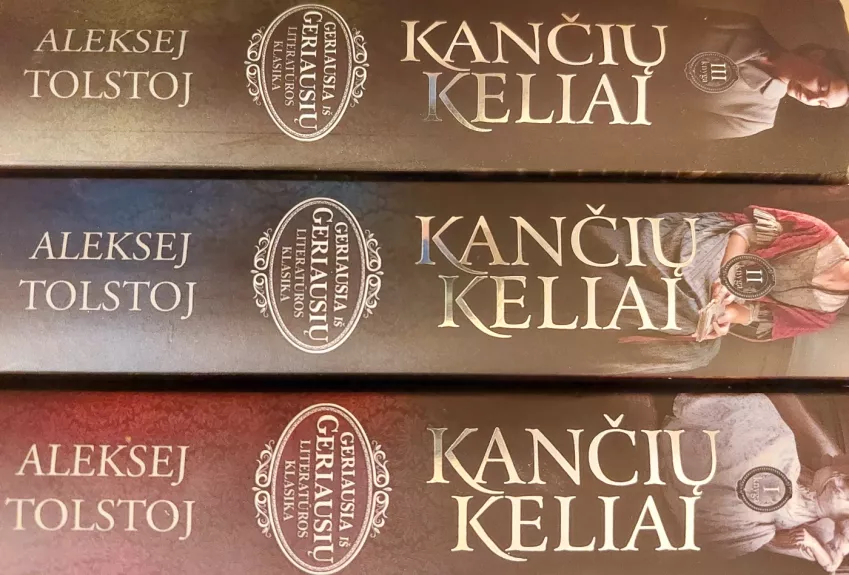 ALEKSEJ
TOLSTOJ
GERIAUSIA IŠ
GERIAUSIŲ
LITERATŪROS
KLASIKA
KANČIŲ
KELIAI
III
knyga
ALEKSEJ
TOLSTOJ
GERIAUSIA IŠ
GERIAUSIŲ
LITERATŪROS
KLASIKA
KANČIŲ
KELIAI
II
knyga
ALEKSEJ
TOLSTOJ
GERIAUSIA IŠ
GERIAUSIŲ
LITERATŪROS
KLASIKA
KANČIŲ
KELIAI
I
knyga